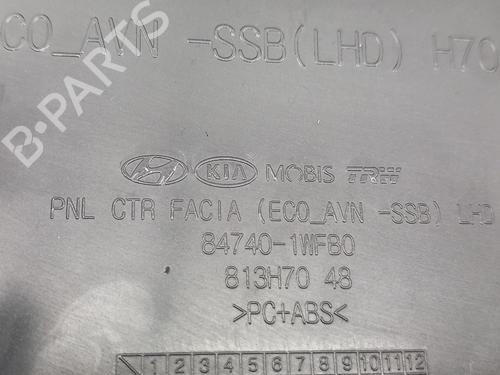 ECO_AVN -SSB(LHD) H70
B-PARTS
KIA MOBIS TRW
PNL CTR FACIA (ECO_AVN -SSB) LHD
84740-1WFB0
813H70 48
>PC+ABS<
1 2 3 4 5 6 7 8 9 10 11 12